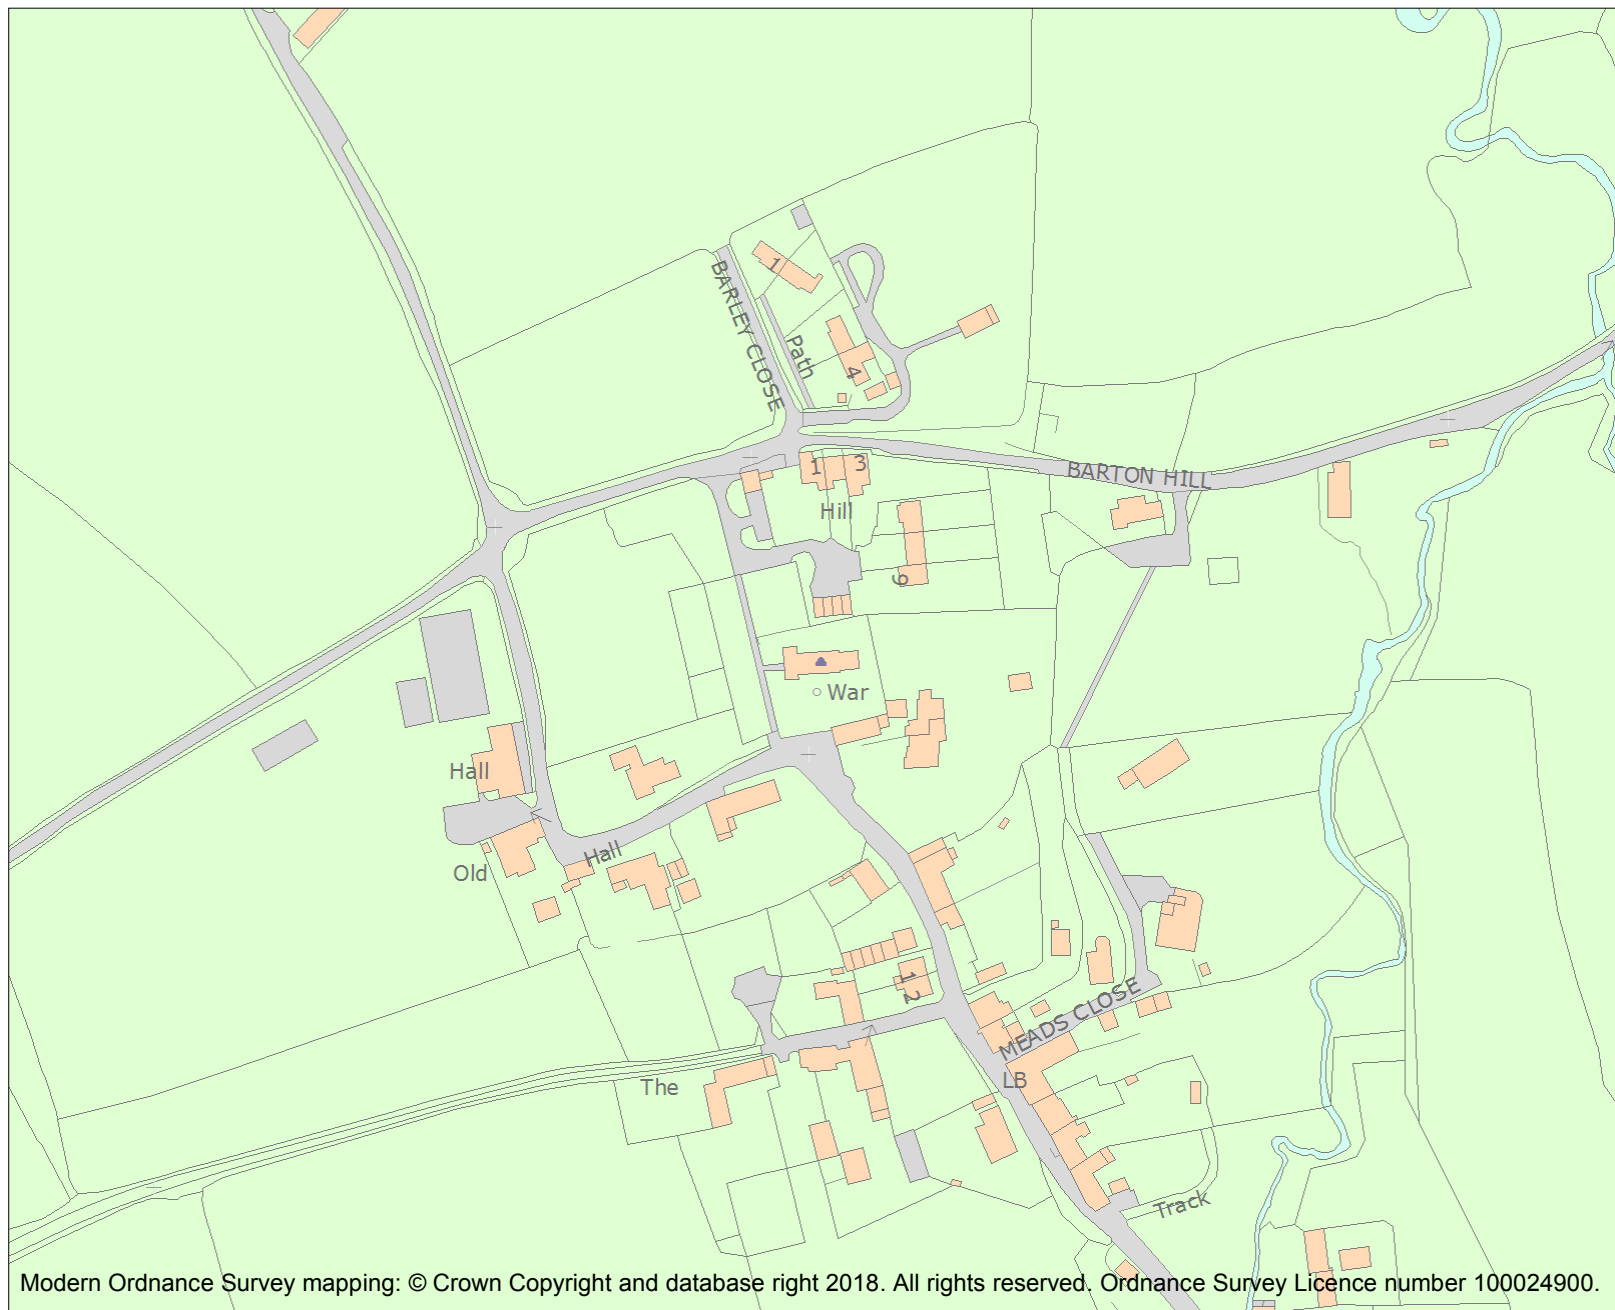 1
BARLEY CLOSE
Path
4
1
3
BARTON HILL
Hill
9
War
Hall
Hall
Old
1
2
MEADS CLOSE
LB
The
Track
Modern Ordnance Survey mapping: © Crown Copyright and database right 2018. All rights reserved. Ordnance Survey Licence number 100024900.